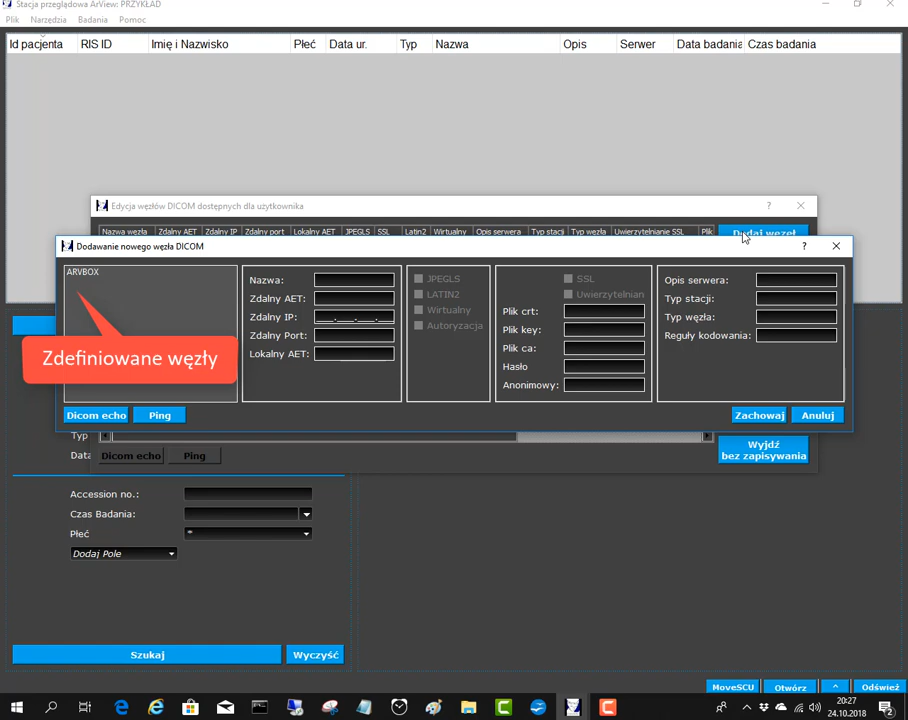 Stacja przeglądowa ArView: PRZYKŁAD
Plik Narzędzia Badania Pomoc
Id pacjenta RIS ID Imię i Nazwisko Płeć Data ur. Typ Nazwa Opis Serwer Data badania Czas badania
Edycja węzłów DICOM dostępnych dla użytkownika
Nazwa węzła Zdalny AET Zdalny IP Zdalny port Lokalny AET JPEGLS SSL Latin2 Wirtualny Opis serwera Typ stacji Typ węzła Uwierzytelnianie SSL Plik
Dodaj węzeł
Dodawanie nowego węzła DICOM
ARVBOX
Zdefiniowane węzły
Nazwa:
Zdalny AET:
Zdalny IP: ___.___.___.___
Zdalny Port:
Lokalny AET:
JPEGLS
LATIN2
Wirtualny
Autoryzacja
SSL
Uwierzytelnian
Plik crt:
Plik key:
Plik ca:
Hasło
Anonimowy:
Opis serwera:
Typ stacji:
Typ węzła:
Reguły kodowania:
Dicom echo Ping Zachowaj Anuluj
Typ
Data
Dicom echo Ping
Wyjdź
bez zapisywania
Accession no.:
Czas Badania:
Płeć *
Dodaj Pole
Szukaj Wyczyść
MoveSCU Otwórz ^ Odśwież
20:27
24.10.2018
2